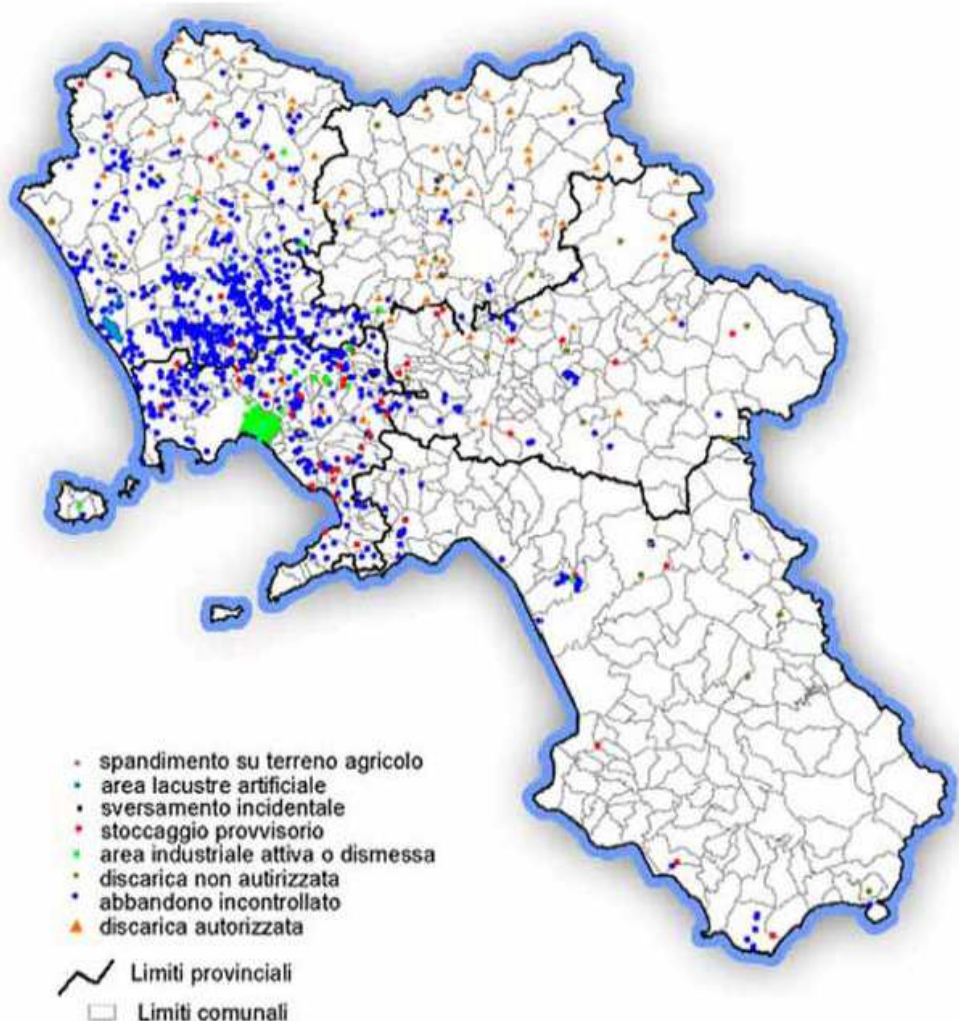 spandimento su terreno agricolo
area lacustre artificiale
sversamento incidentale
stoccaggio provvisorio
area industriale attiva o dismessa
discarica non autirizzata
abbandono incontrollato
discarica autorizzata
Limiti provinciali
Limiti comunali